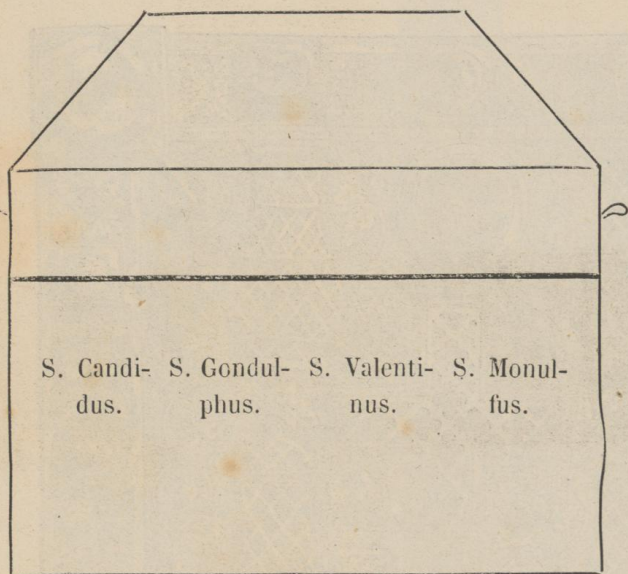 S. Candi- S. Gondul- S. Valenti- S. Monul-
dus. phus. nus. fus.